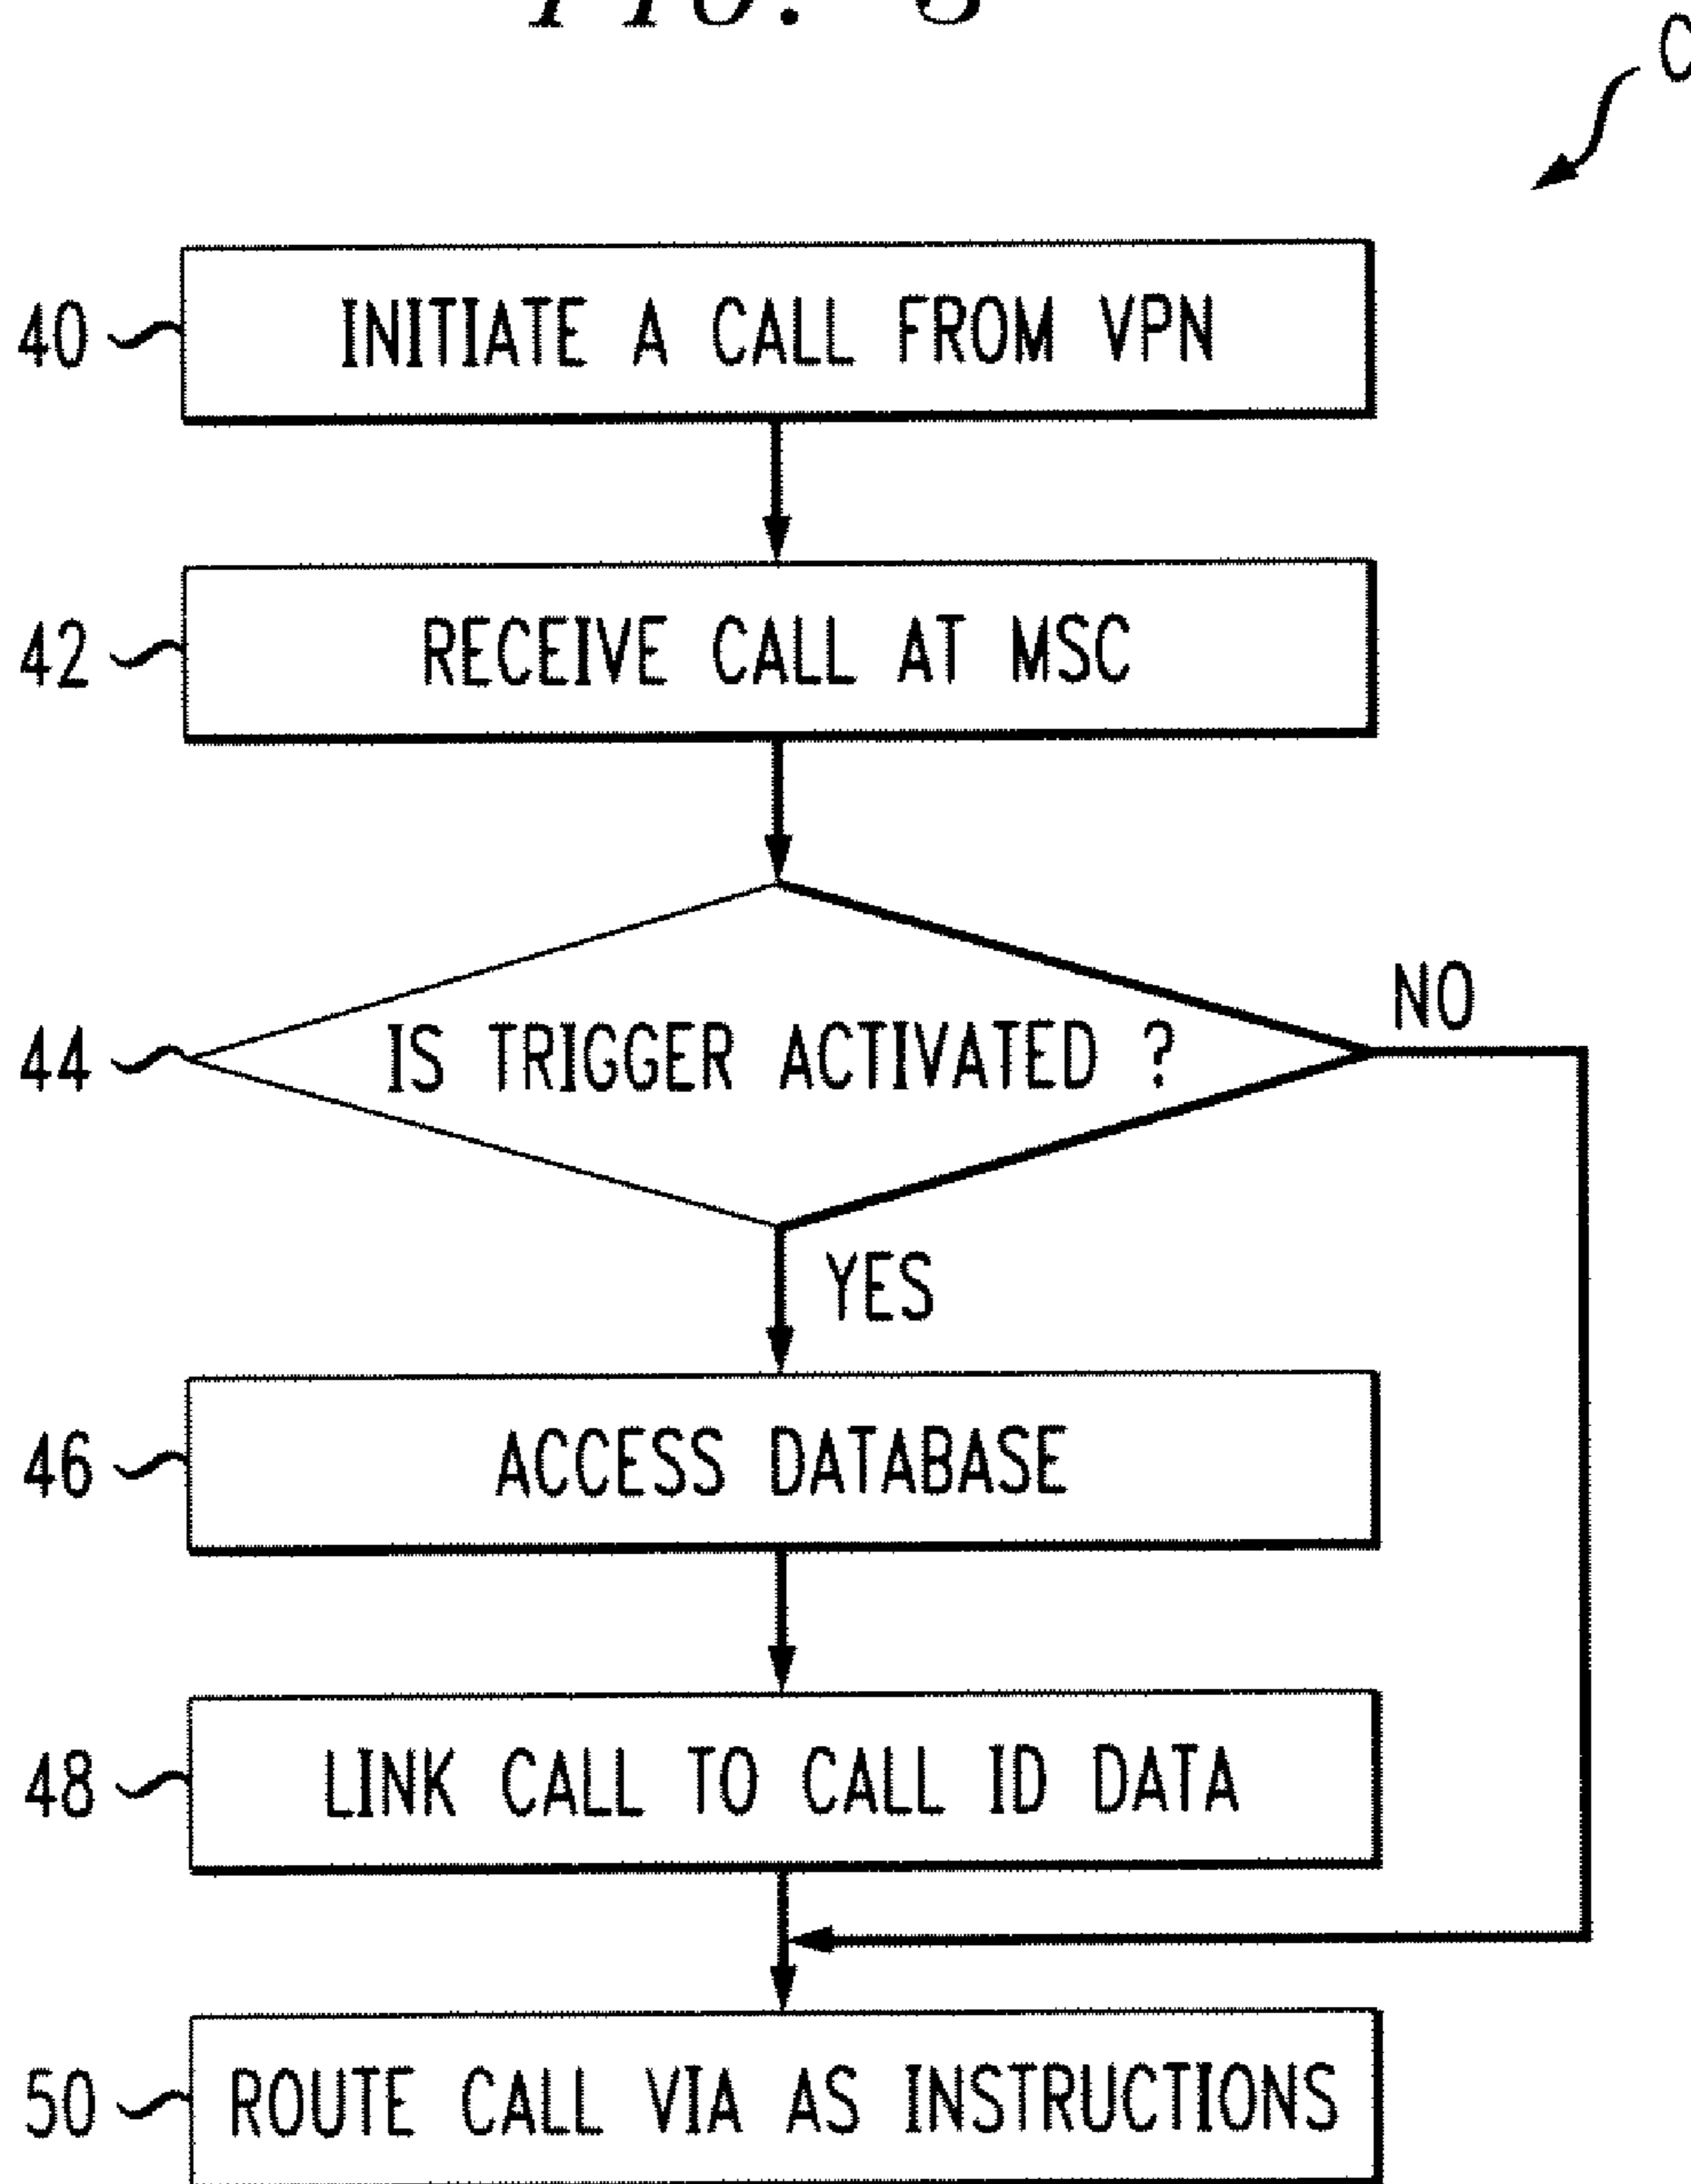 40 INITIATE A CALL FROM VPN
42 RECEIVE CALL AT MSC
44 IS TRIGGER ACTIVATED ?
NO
YES
46 ACCESS DATABASE
48 LINK CALL TO CALL ID DATA
50 ROUTE CALL VIA AS INSTRUCTIONS